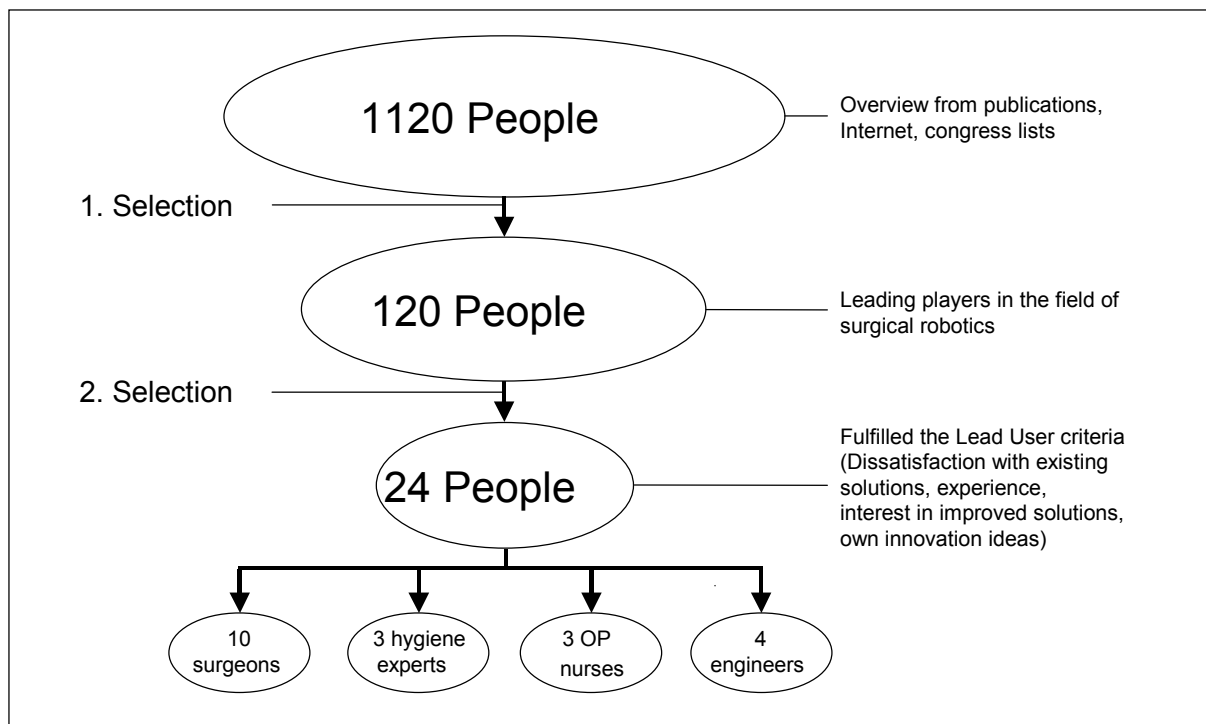 1120 People
Overview from publications,
Internet, congress lists
1. Selection
120 People
Leading players in the field of
surgical robotics
2. Selection
24 People
Fulfilled the Lead User criteria
(Dissatisfaction with existing
solutions, experience,
interest in improved solutions,
own innovation ideas)
10
surgeons
3 hygiene
experts
3 OP
nurses
4
engineers